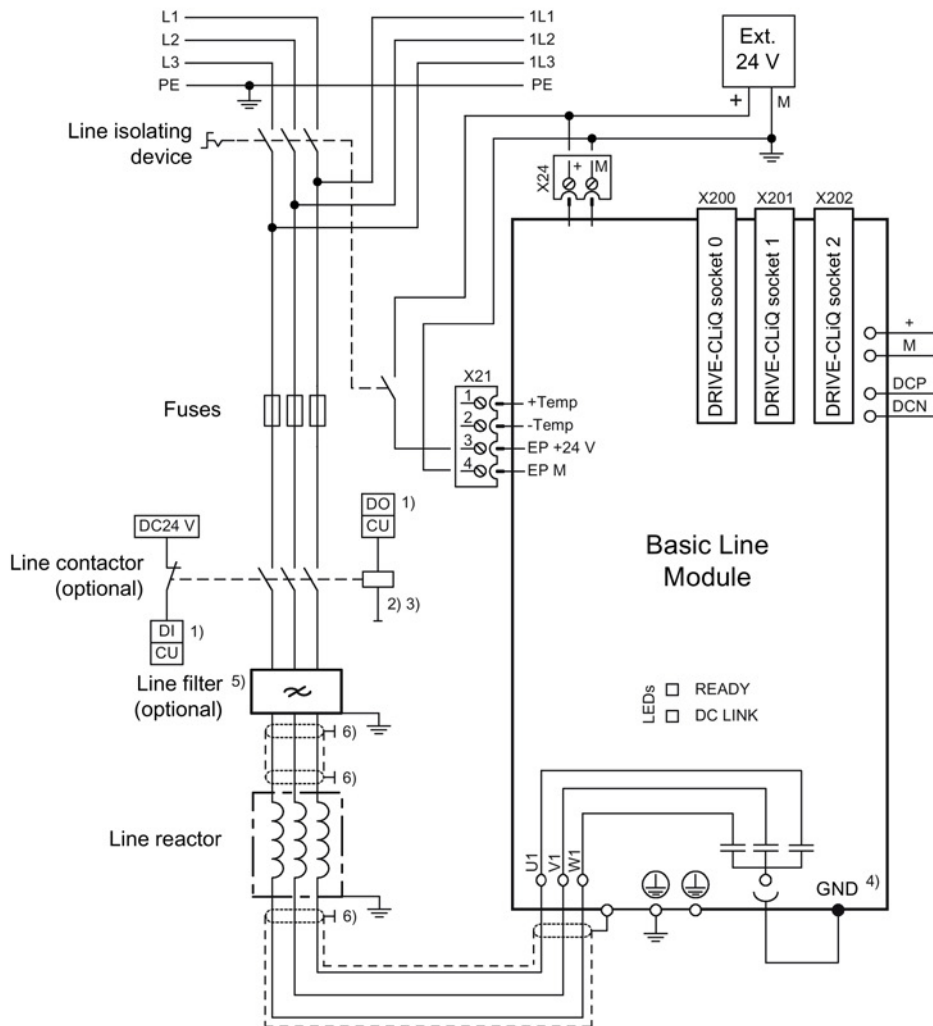 L1
L2
L3
PE
1L1
1L2
1L3
PE
Ext.
24 V
+ M
Line isolating
device
X24
+ M
X200
X201
X202
DRIVE-CLiQ socket 0
DRIVE-CLiQ socket 1
DRIVE-CLiQ socket 2
+
M
DCP
DCN
X21
1 +Temp
2 -Temp
3 EP +24 V
4 EP M
Fuses
DO 1)
CU
DC24 V
Line contactor
(optional)
2) 3)
DI 1)
CU
Basic Line
Module
Line filter 5)
(optional)
LEDs
READY
DC LINK
6)
6)
Line reactor
U1
V1
W1
GND 4)
6)